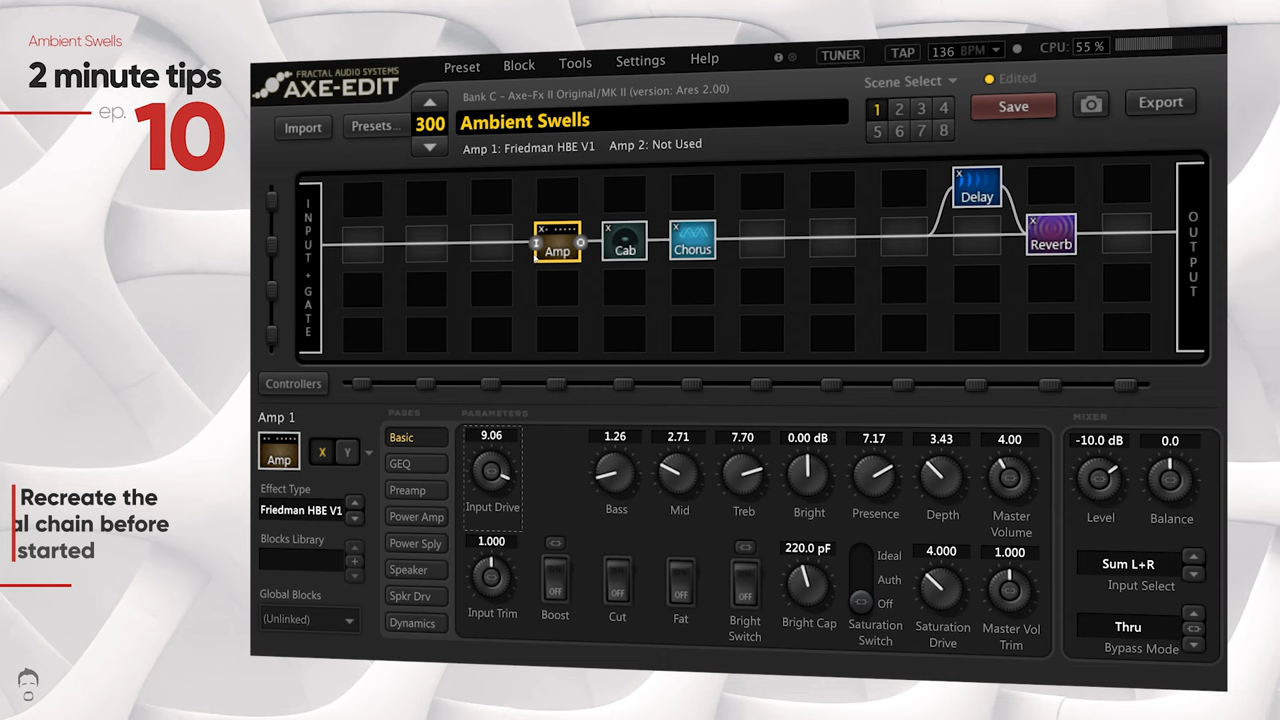 Ambient Swells
2 minute tips
ep. 10
Recreate the
al chain before
started
FRACTAL AUDIO SYSTEMS
AXE-EDIT
Preset Block Tools Settings Help
TUNER TAP 136 BPM CPU: 55 %
Import Presets... 300
Bank C - Axe-Fx II Original/MK II (version: Ares 2.00)
Ambient Swells
Amp 1: Friedman HBE V1 Amp 2: Not Used
Scene Select
1 2 3 4
5 6 7 8
Edited
Save Export
INPUT + GATE
X Amp
X Cab
X Chorus
X Delay
X Reverb
OUTPUT
Controllers
Amp 1
Amp X Y
Effect Type
Friedman HBE V1
Blocks Library
Global Blocks
(Unlinked)
PAGES
Basic
GEQ
Preamp
Power Amp
Power Sply
Speaker
Spkr Drv
Dynamics
PARAMETERS
9.06 1.26 2.71 7.70 0.00 dB 7.17 3.43 4.00
Input Drive Bass Mid Treb Bright Presence Depth Master Volume
1.000 220.0 pF Ideal Auth Off 4.000 1.000
OFF OFF OFF OFF
Input Trim Boost Cut Fat Bright Switch Bright Cap Saturation Switch Saturation Drive Master Vol Trim
MIXER
-10.0 dB 0.0
Level Balance
Sum L+R
Input Select
Thru
Bypass Mode